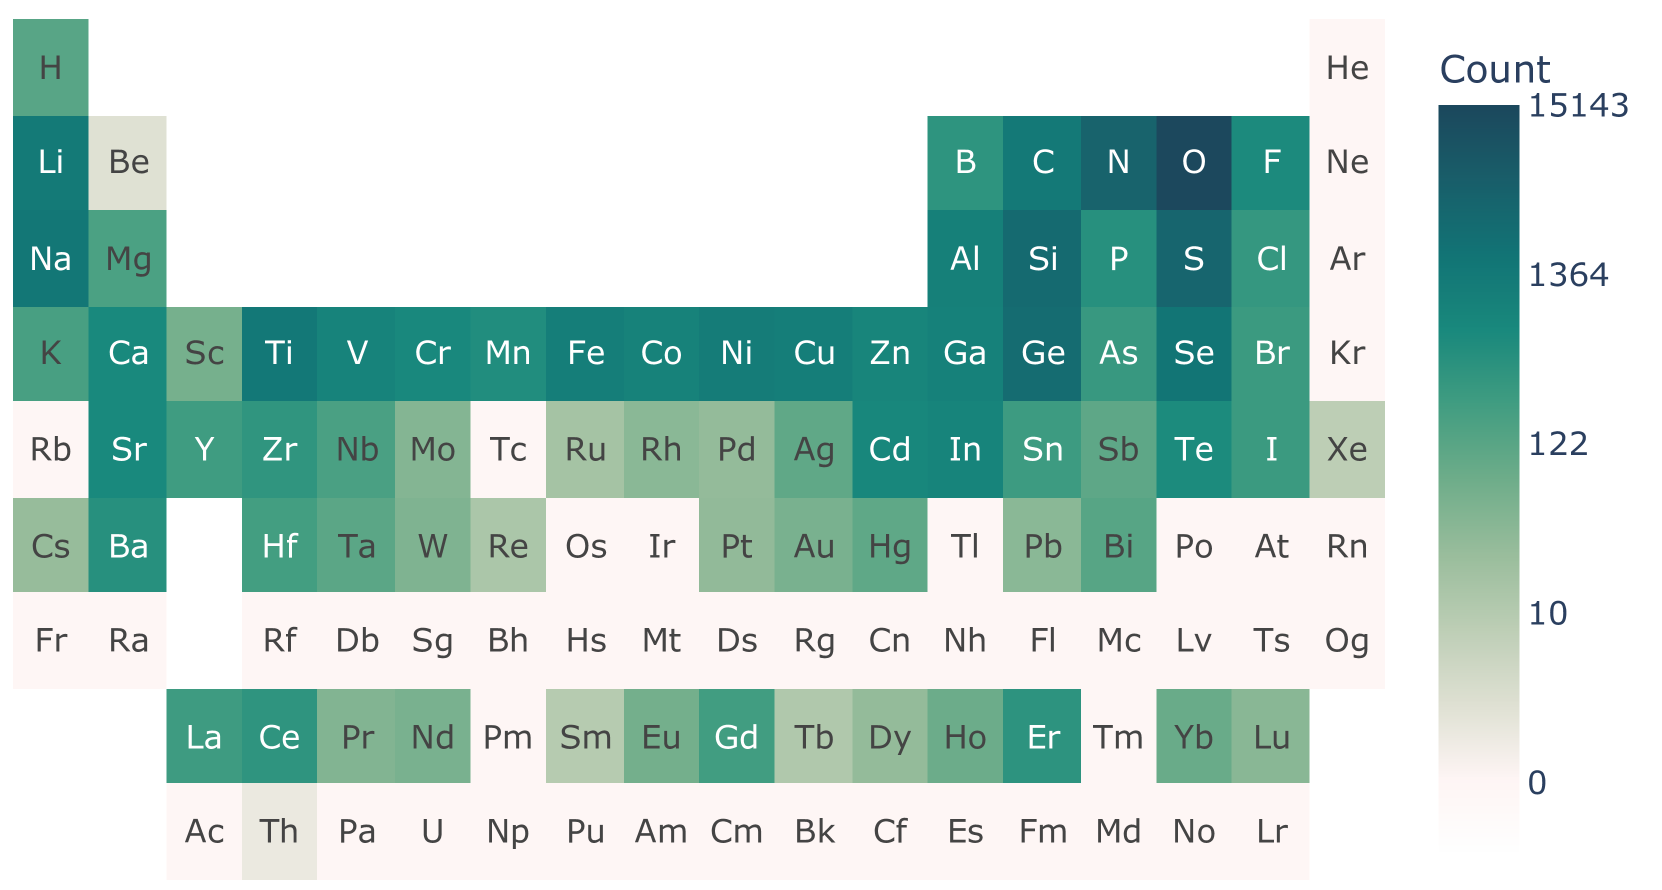 H He
Li Be B C N O F Ne
Na Mg Al Si P S Cl Ar
K Ca Sc Ti V Cr Mn Fe Co Ni Cu Zn Ga Ge As Se Br Kr
Rb Sr Y Zr Nb Mo Tc Ru Rh Pd Ag Cd In Sn Sb Te I Xe
Cs Ba Hf Ta W Re Os Ir Pt Au Hg Tl Pb Bi Po At Rn
Fr Ra Rf Db Sg Bh Hs Mt Ds Rg Cn Nh Fl Mc Lv Ts Og
La Ce Pr Nd Pm Sm Eu Gd Tb Dy Ho Er Tm Yb Lu
Ac Th Pa U Np Pu Am Cm Bk Cf Es Fm Md No Lr
Count
15143
1364
122
10
0